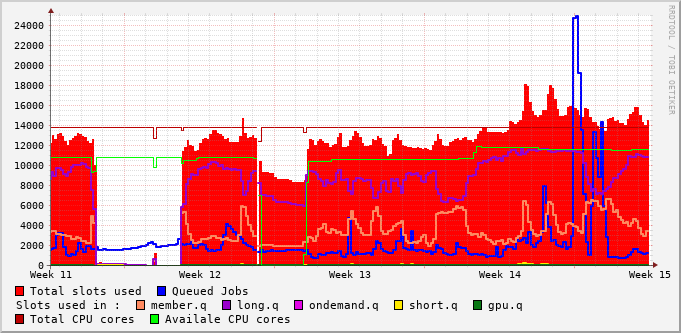 24000
22000
20000
18000
16000
14000
12000
10000
8000
6000
4000
2000
0
Week 11 Week 12 Week 13 Week 14 Week 15
RRDTOOL / TOBI OETIKER
Total slots used Queued Jobs
Slots used in : member.q long.q ondemand.q short.q gpu.q
Total CPU cores Availale CPU cores